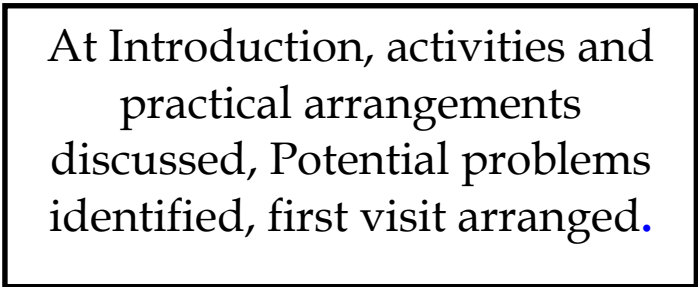 At Introduction, activities and
practical arrangements
discussed, Potential problems
identified, first visit arranged.